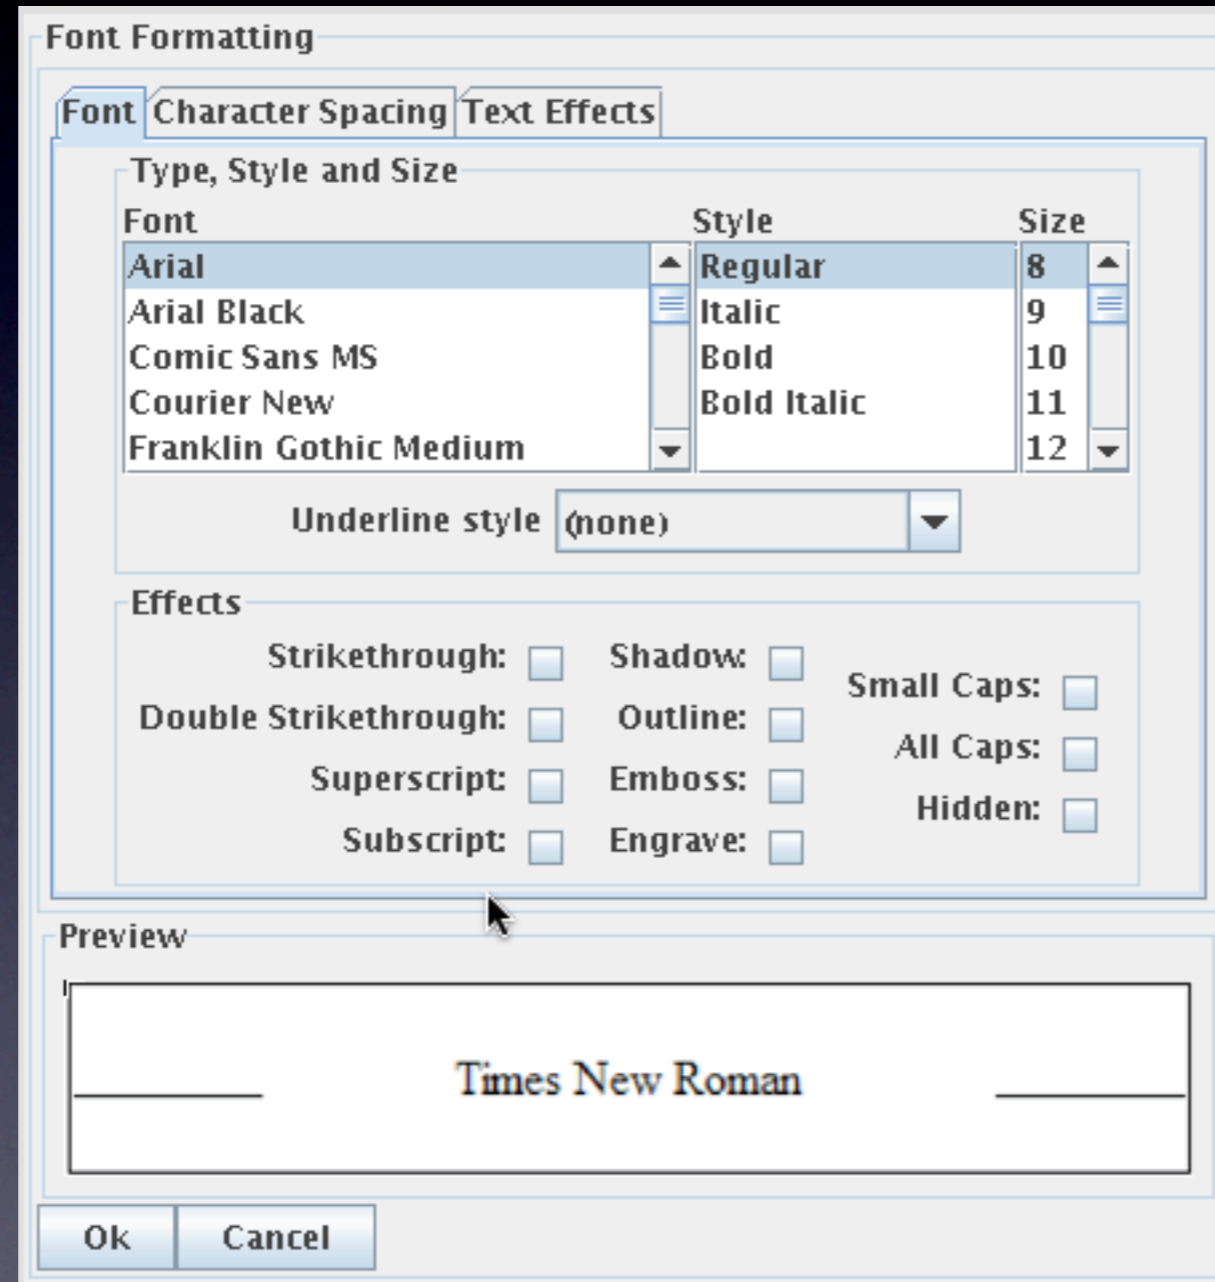 Font Formatting
Font Character Spacing Text Effects
Type, Style and Size
Font Style Size
Arial Regular 8
Arial Black Italic 9
Comic Sans MS Bold 10
Courier New Bold Italic 11
Franklin Gothic Medium 12
Underline style (none)
Effects
Strikethrough: Shadow: Small Caps:
Double Strikethrough: Outline: All Caps:
Superscript: Emboss: Hidden:
Subscript: Engrave:
Preview
Times New Roman
Ok Cancel